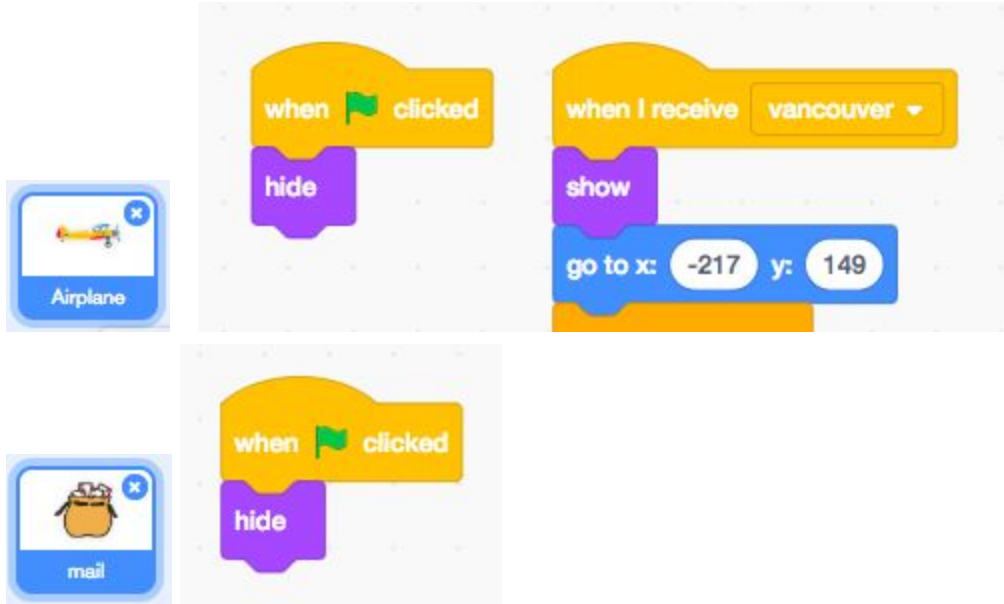 when clicked
hide
when I receive vancouver
show
go to x: -217 y: 149
Airplane
when clicked
hide
mail